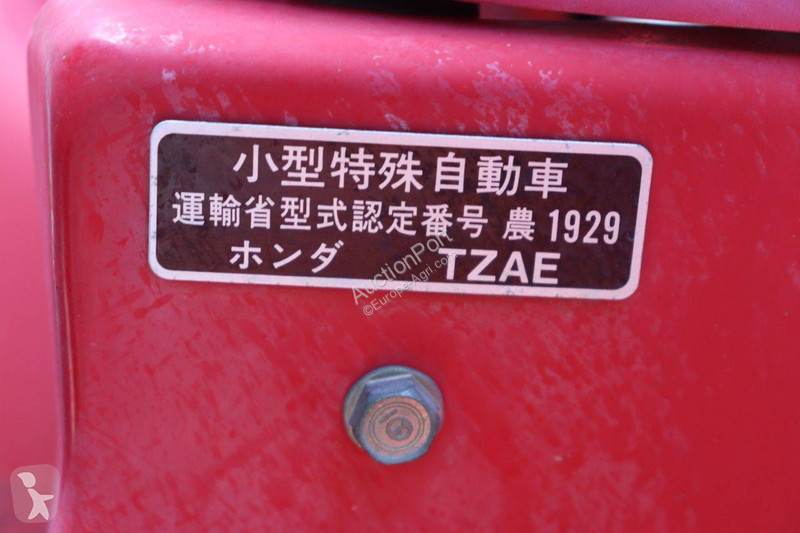 小型特殊自動車
運輸省型式認定番号 農 1929
ホンダ TZAE
AuctionPort
©Europe-Agri.com